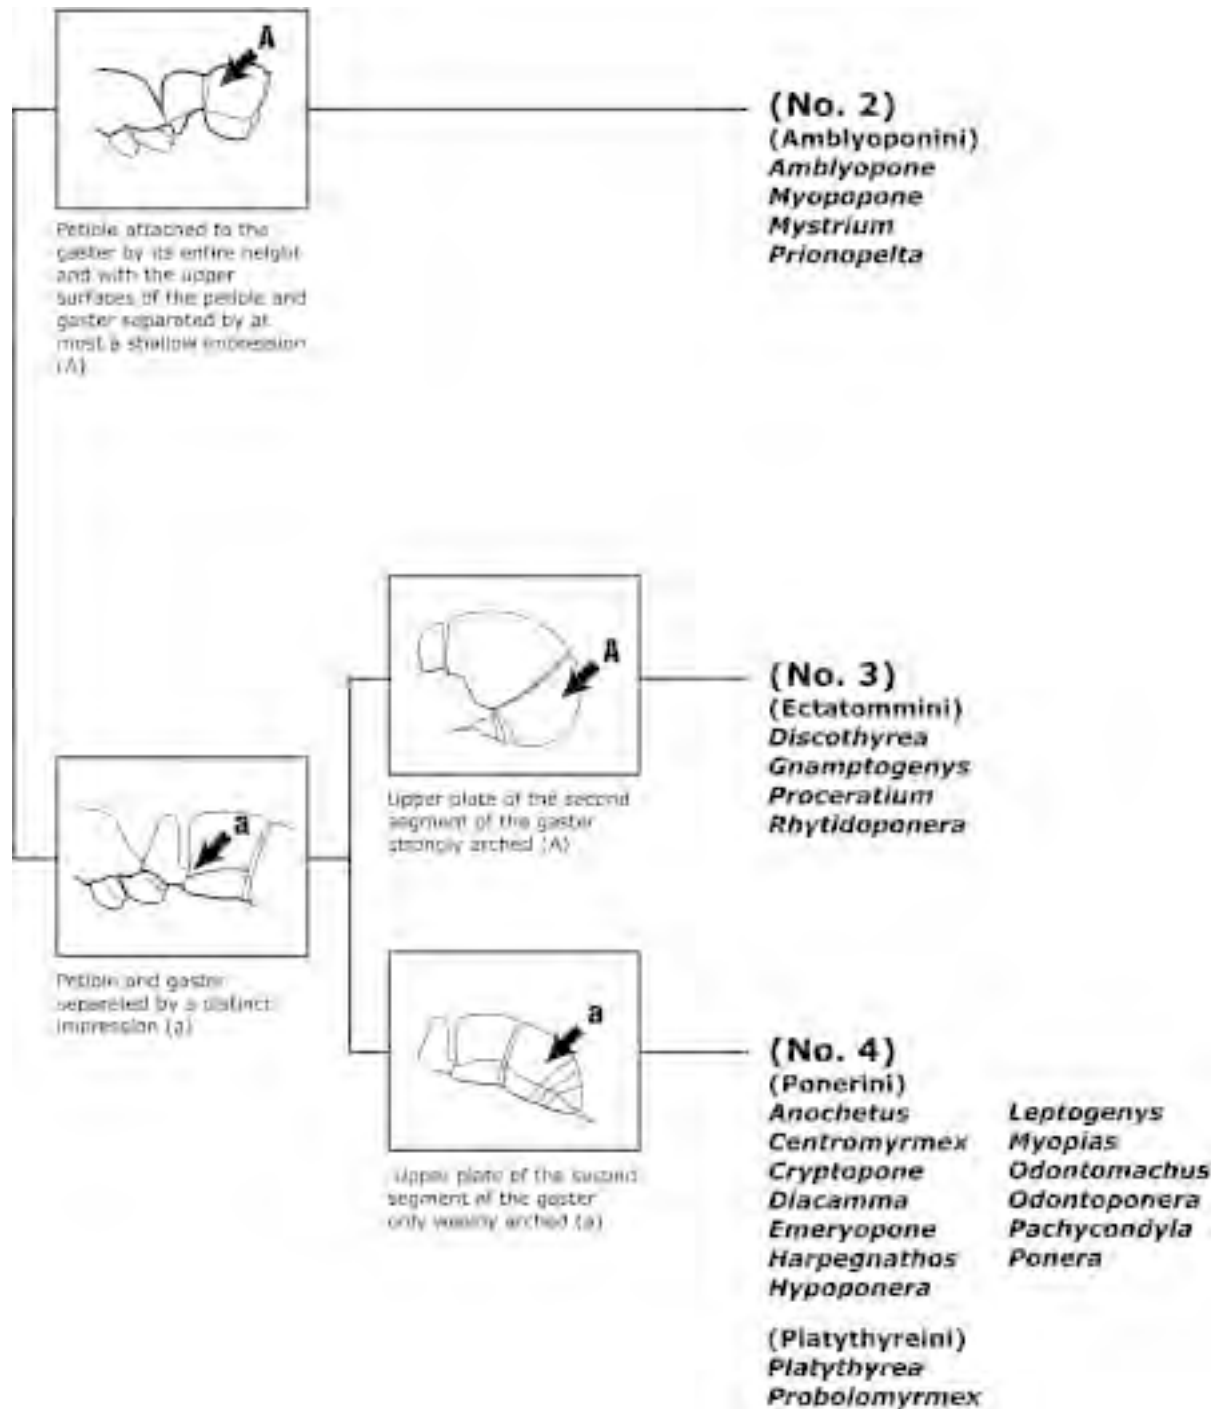 A
(No. 2)
(Amblyoponini)
Amblyopone
Myopopone
Mystrium
Prionopelta
Petiole attached to the
gaster by its entire height
and with the upper
surfaces of the petiole and
gaster separated by at
most a shallow impression
(A)
A
(No. 3)
(Ectatommini)
Discothyrea
Gnamptogenys
Proceratium
Rhytidoponera
Upper plate of the second
segment of the gaster
strongly arched (A)
a
Petiole and gaster
separated by a distinct
impression (a)
a
Upper plate of the second
segment of the gaster
only weakly arched (a)
(No. 4)
(Ponerini)
Anochetus
Centromyrmex
Cryptopone
Diacamma
Emeryopone
Harpegnathos
Hypoponera
Leptogenys
Myopias
Odontomachus
Odontoponera
Pachycondyla
Ponera
(Platythyreini)
Platythyrea
Probolomyrmex